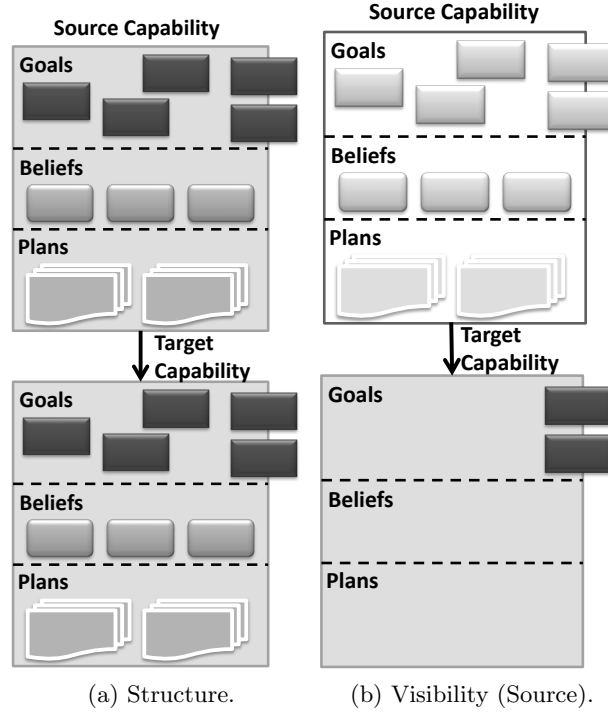 Source Capability
Goals
Beliefs
Plans
Target
Capability
Goals
Beliefs
Plans
(a) Structure.
Source Capability
Goals
Beliefs
Plans
Target
Capability
Goals
Beliefs
Plans
(b) Visibility (Source).